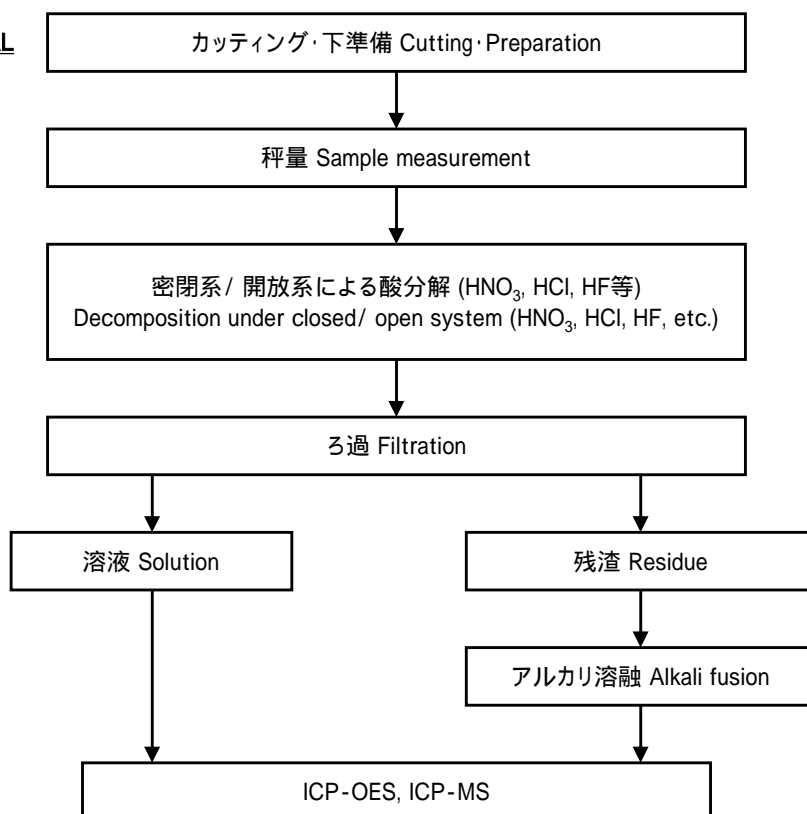 AL
カッティング・下準備 Cutting・Preparation
秤量 Sample measurement
密閉系/ 開放系による酸分解 (HNO₃, HCl, HF等)
Decomposition under closed/ open system (HNO₃, HCl, HF, etc.)
ろ過 Filtration
溶液 Solution
残渣 Residue
アルカリ溶融 Alkali fusion
ICP-OES, ICP-MS